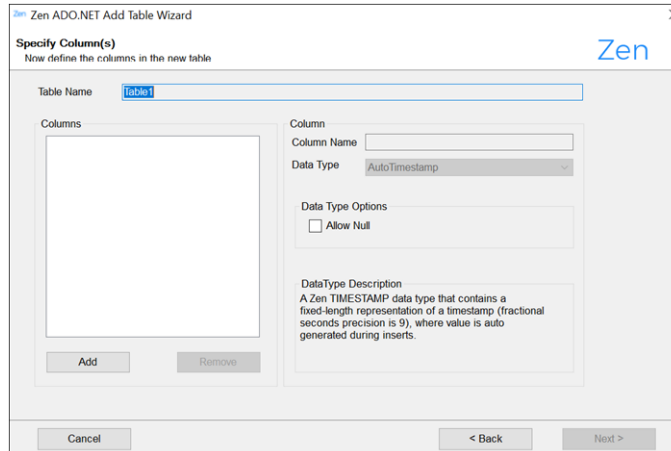 Zen Zen ADO.NET Add Table Wizard
Specify Column(s)
Now define the columns in the new table
Zen
Table Name Table1
Columns
Column
Column Name
Data Type AutoTimestamp
Data Type Options
Allow Null
DataType Description
A Zen TIMESTAMP data type that contains a
fixed-length representation of a timestamp (fractional
seconds precision is 9), where value is auto
generated during inserts.
Add Remove
Cancel < Back Next >